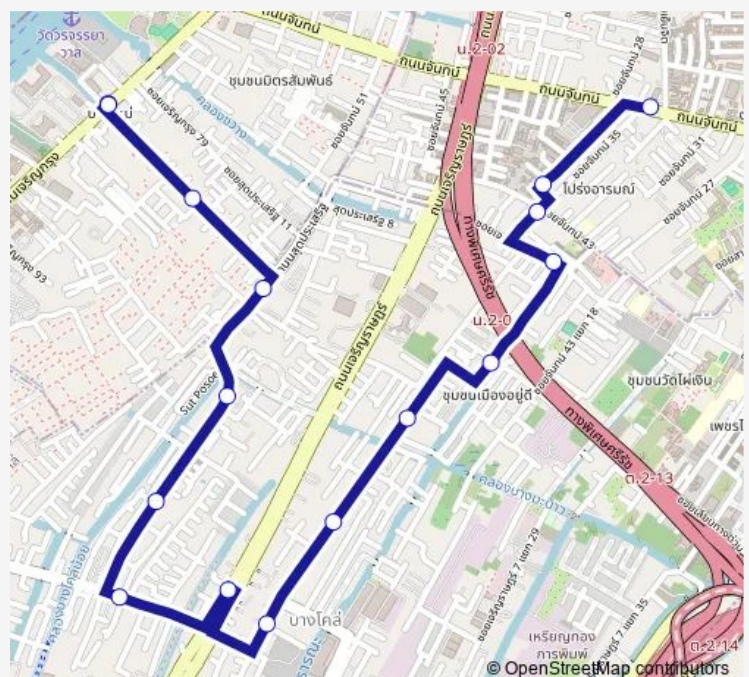 วัดวรจรรยา
วาส
น.2-02
ถนนจันทน์
ซอยจันทน์ 28
ชุมชนมิตรสัมพันธ์
ซอยจันทน์ 51
ซอยจันทน์ 45
ถนนจันทน์
ถนนจันทน์
คลองขวาง
ซอยเจริญกรุง 79
ซอยจันทน์ 35
ซอยจันทน์ 31
ถนนเจริญราษฎร์
โปร่งอารมณ์
ซอยจันทน์ 27
ซอยสุดประเสริฐ 11
สุดประเสริฐ 8
ถนนสุดประเสริฐ
ทางพิเศษศรีรัช
น.2-0
ซอยจันทน์ 43 แยก 18
ถนนเจริญราษฎร์
ชุมชนวัดไผ่เงิน
ชุมชนเมืองอยู่ดี
Sut Posoe
ทางพิเศษศรีรัช
ต.2-13
คลองบางมะนาว
ซอยเจริญราษฎร์ 7 แยก 29
คลองบางโคล่น้อย
บางโคล่
เหรียญทอง
การพิมพ์
ซอยเจริญราษฎร์ 7 แยก 35
ต.2-14
© OpenStreetMap contributors